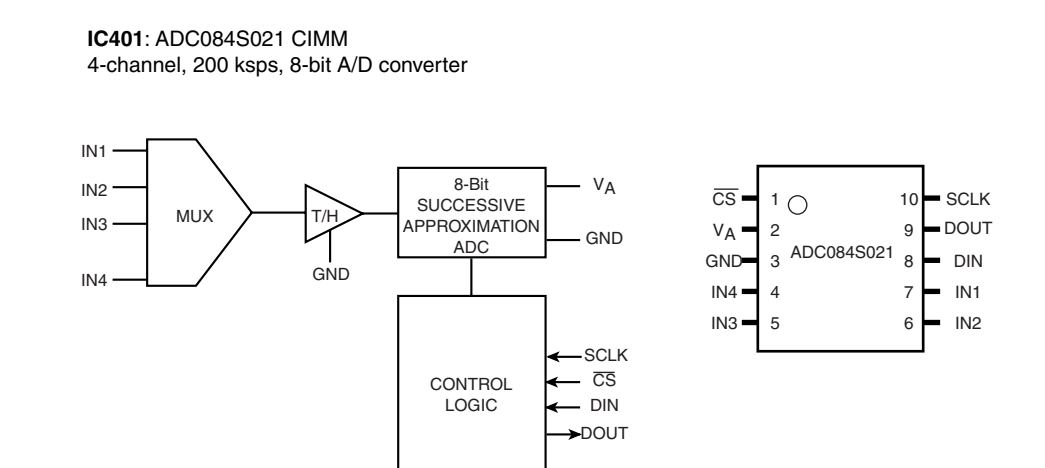 IC401: ADC084S021 CIMM
4-channel, 200 ksps, 8-bit A/D converter
IN1
IN2
IN3
IN4
MUX
T/H
GND
8-Bit
SUCCESSIVE
APPROXIMATION
ADC
VA
GND
CONTROL
LOGIC
SCLK
CS
DIN
DOUT
CS 1 10 SCLK
VA 2 9 DOUT
GND 3 ADC084S021 8 DIN
IN4 4 7 IN1
IN3 5 6 IN2